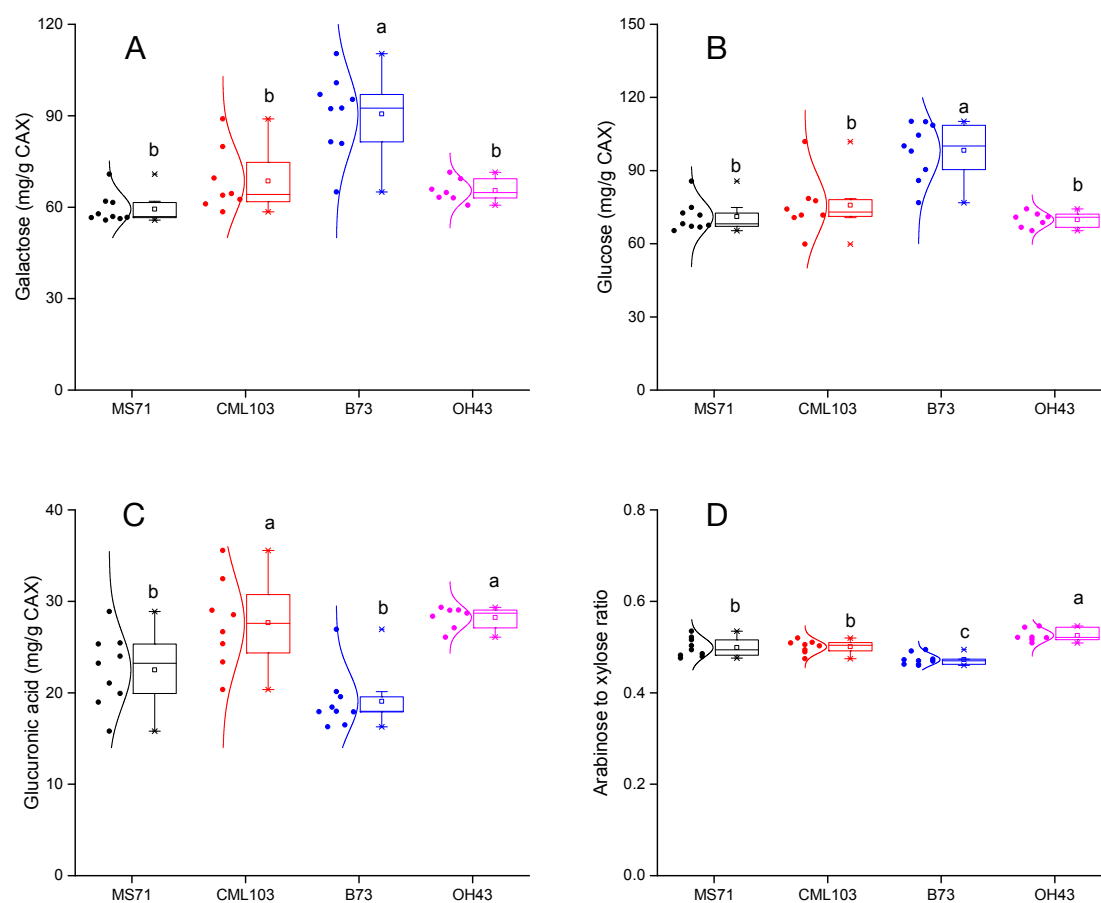 A
Galactose (mg/g CAX)
120
90
60
30
0
b
b
a
b
MS71 CML103 B73 OH43
B
Glucose (mg/g CAX)
150
120
90
60
30
0
b
b
a
b
MS71 CML103 B73 OH43
C
Glucuronic acid (mg/g CAX)
40
30
20
10
0
b
a
b
a
MS71 CML103 B73 OH43
D
Arabinose to xylose ratio
0.8
0.6
0.4
0.2
0.0
b
b
c
a
MS71 CML103 B73 OH43